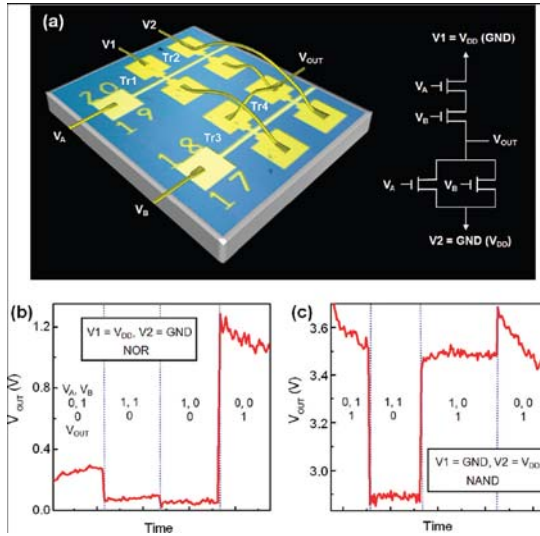 (a)
V1
V2
Tr1
Tr2
VOUT
Tr4
Tr3
20
19
18
17
VA
VB
V1 = VDD (GND)
VA
VB
VOUT
VA
VB
V2 = GND (VDD)
(b)
V1 = VDD, V2 = GND
NOR
VA, VB
0, 1
1, 1
1, 0
0, 0
0
0
0
1
VOUT
VOUT (V)
1.2
0.8
0.4
0.0
Time
(c)
VOUT (V)
3.6
3.4
3.2
3.0
0, 1
1, 1
1, 0
0, 0
1
0
1
1
V1 = GND, V2 = VDD
NAND
Time